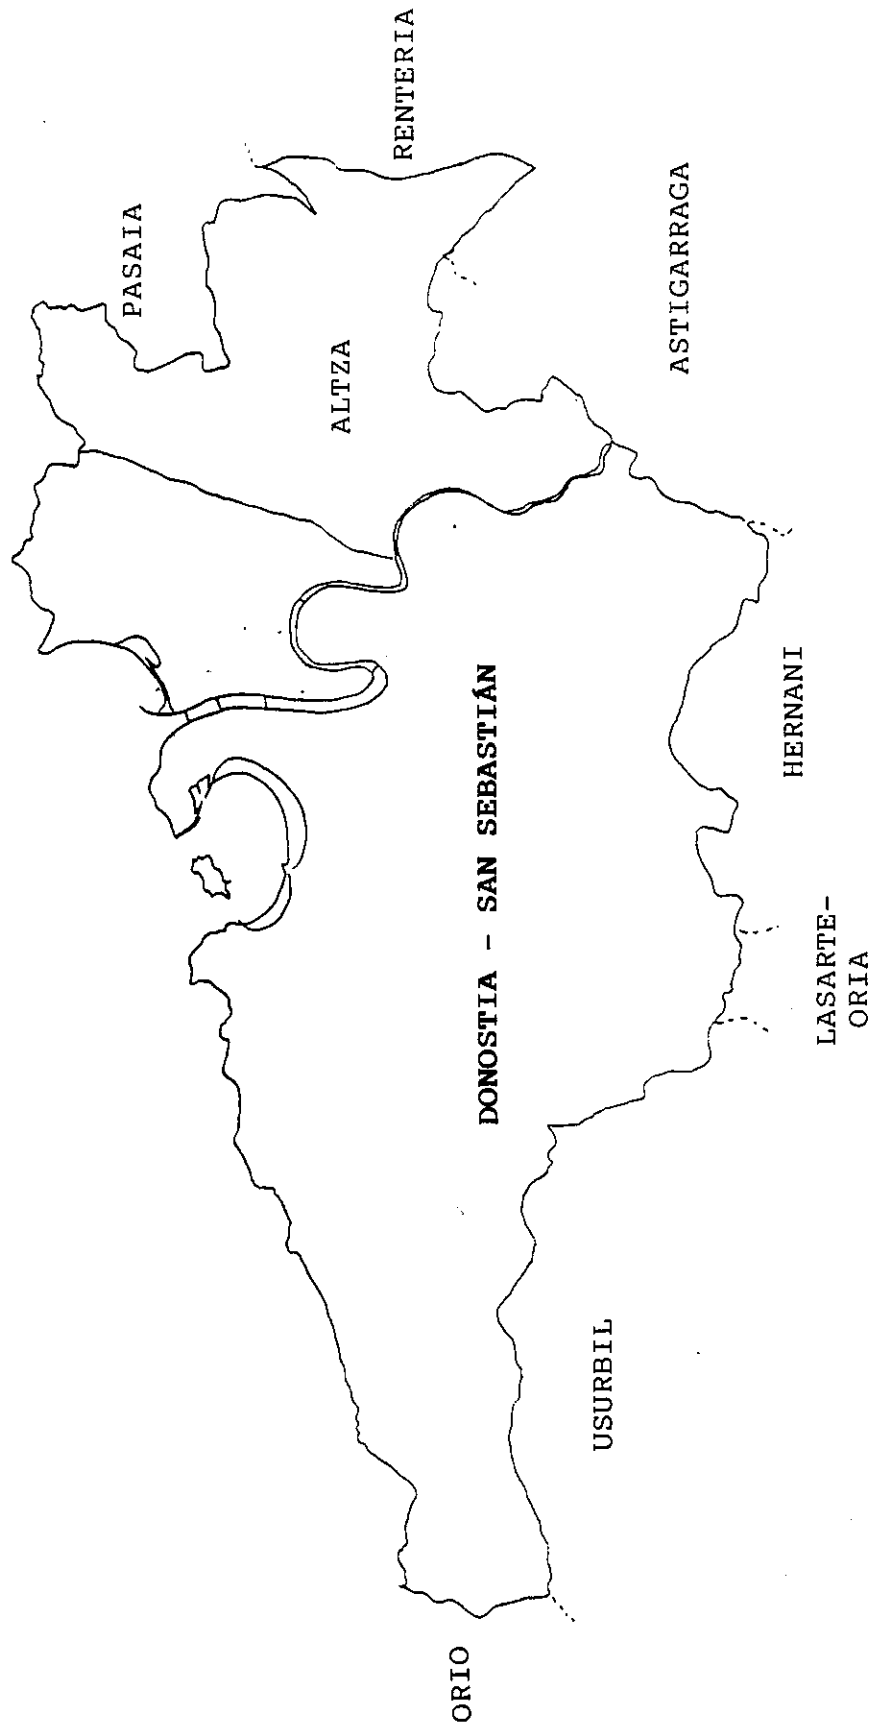 PASAIA
RENTERIA
ALTZA
ASTIGARRAGA
DONOSTIA - SAN SEBASTIÁN
HERNANI
LASARTE-
ORIA
USURBIL
ORIO